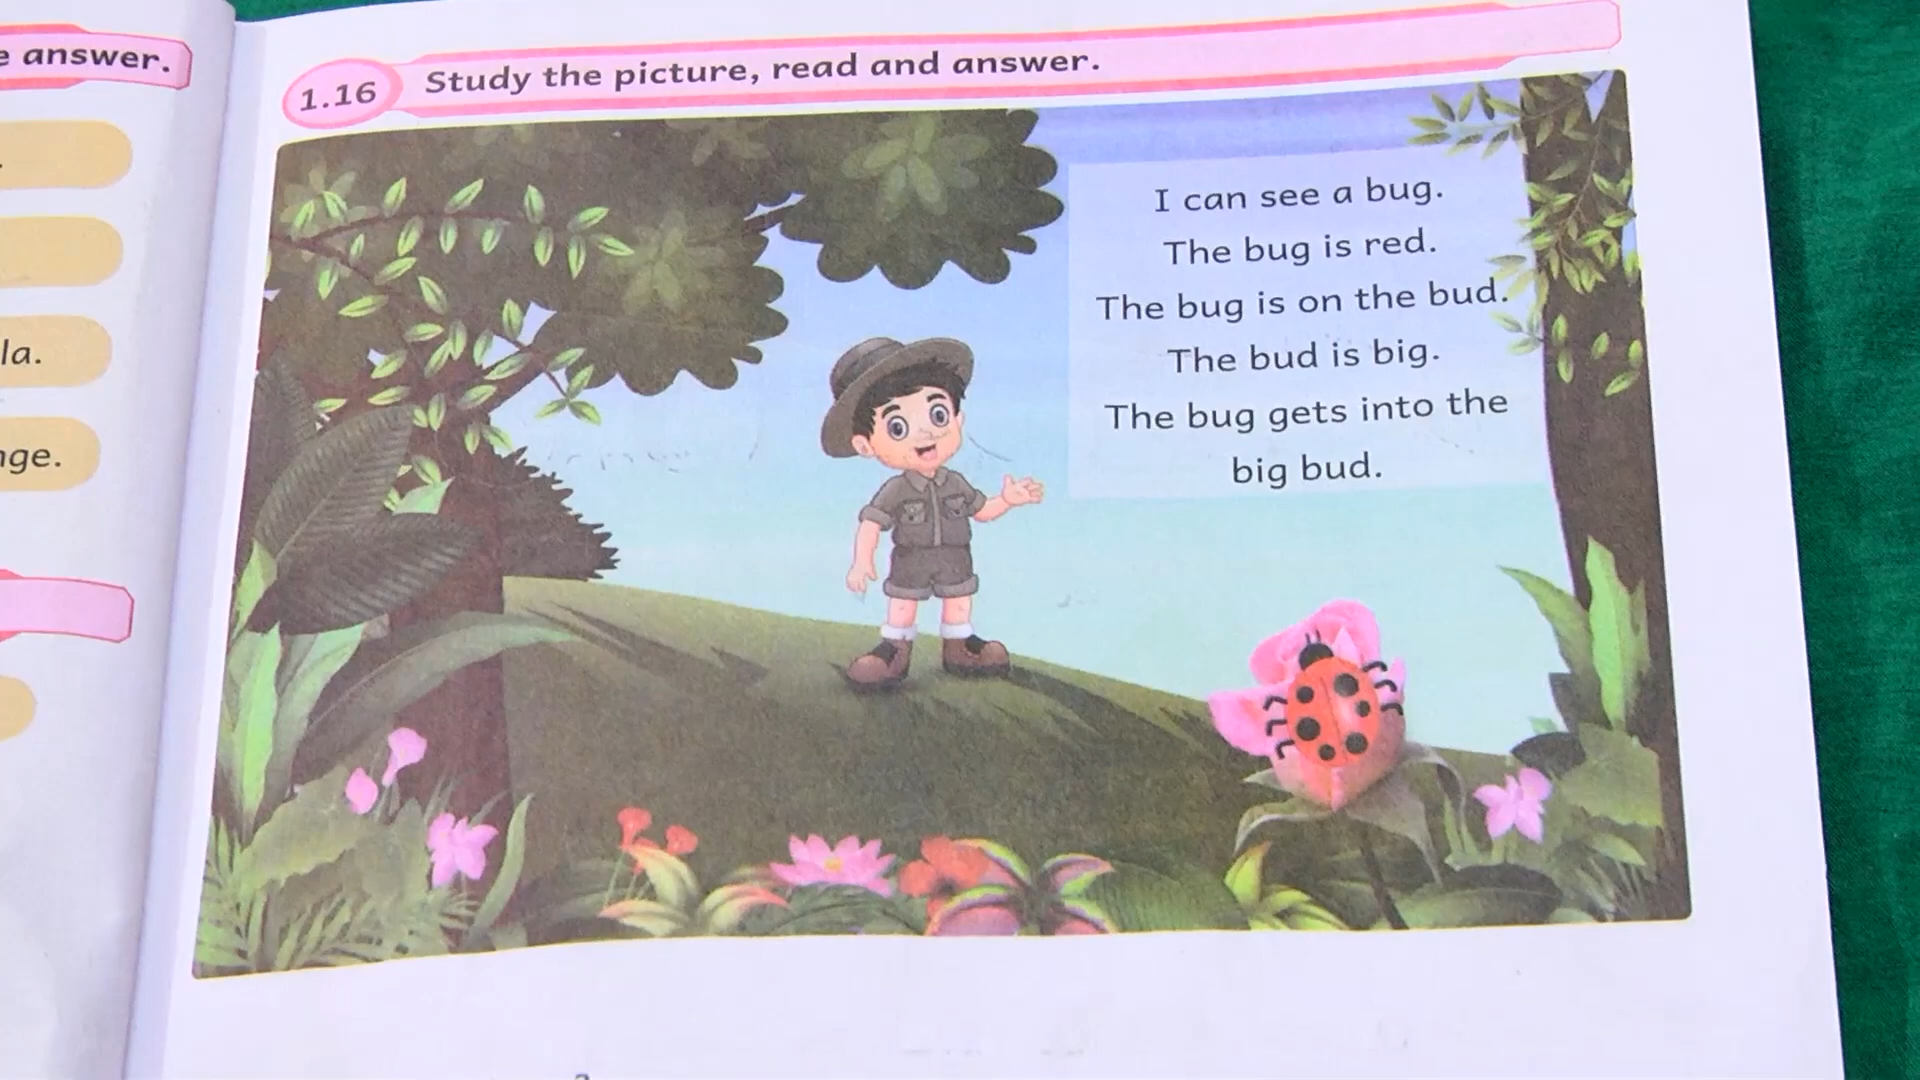 answer.
la.
1.16 Study the picture, read and answer.
I can see a bug.
The bug is red.
The bug is on the bud.
The bud is big.
The bug gets into the
big bud.